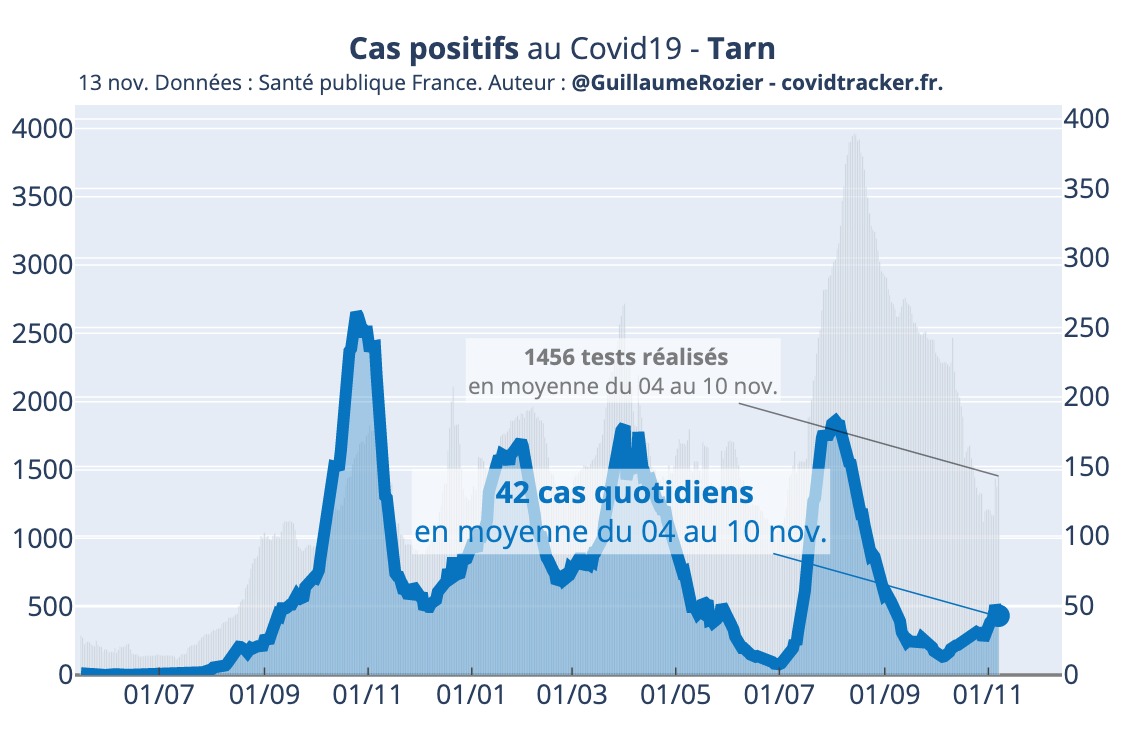 Cas positifs au Covid19 - Tarn
13 nov. Données : Santé publique France. Auteur : @GuillaumeRozier - covidtracker.fr.
4000
3500
3000
2500
2000
1500
1000
500
0
400
350
300
250
200
150
100
50
0
1456 tests réalisés
en moyenne du 04 au 10 nov.
42 cas quotidiens
en moyenne du 04 au 10 nov.
01/07 01/09 01/11 01/01 01/03 01/05 01/07 01/09 01/11